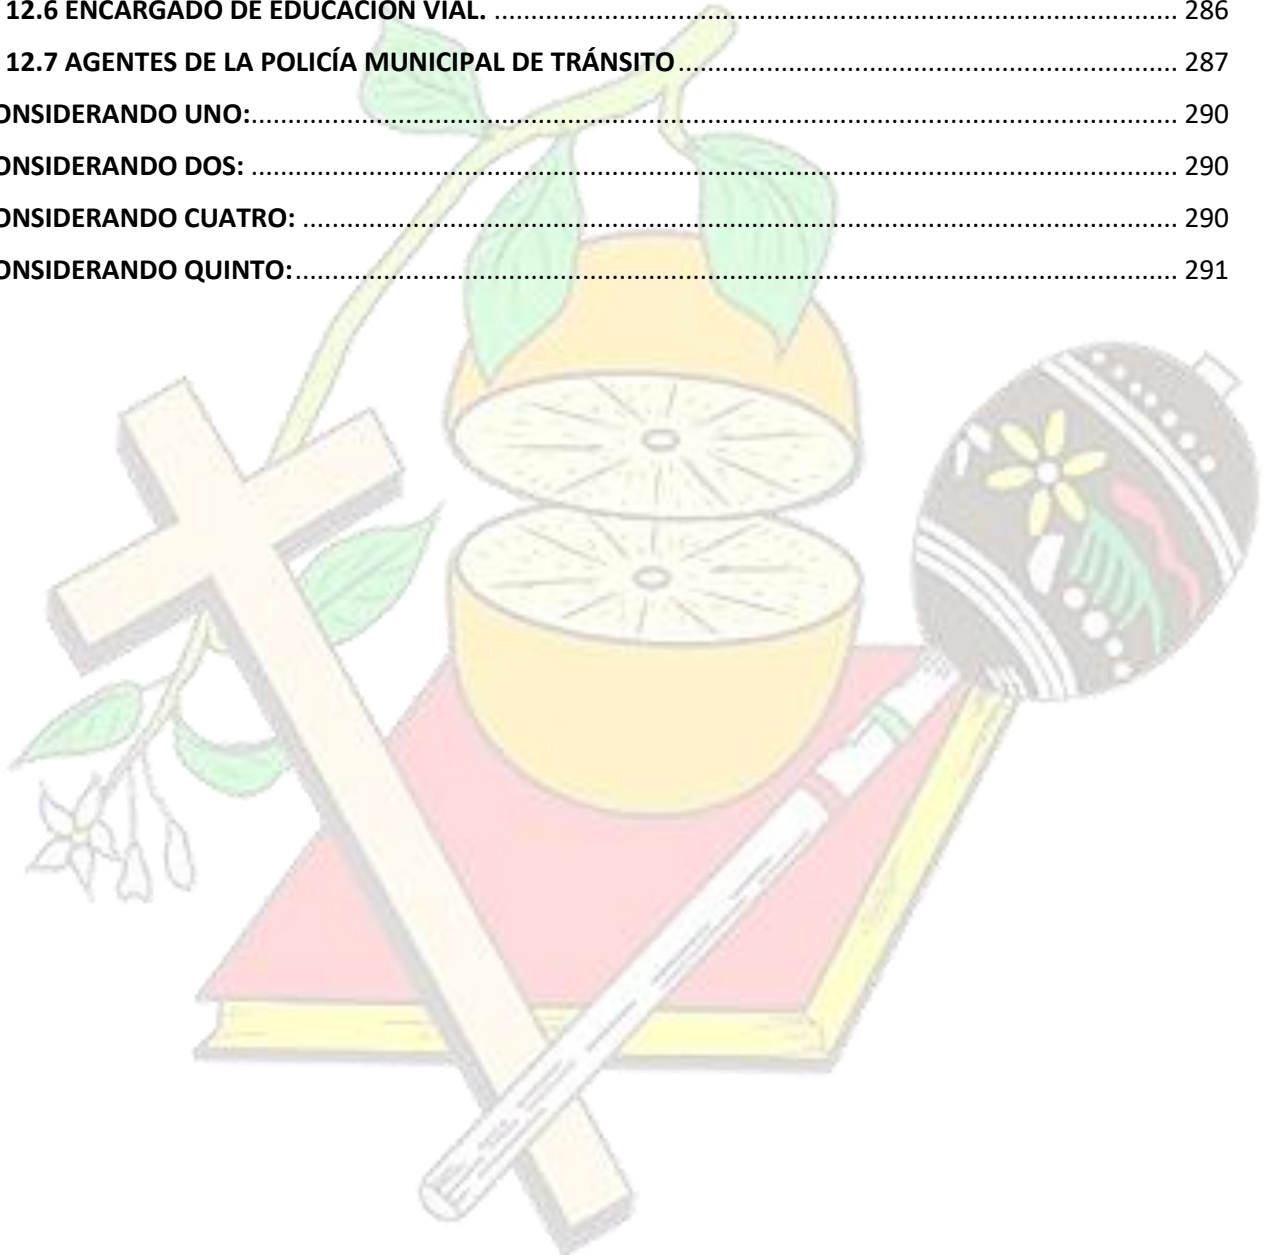 12.6 ENCARGADO DE EDUCACIÓN VIAL. ........................................................................................................ 286
12.7 AGENTES DE LA POLICÍA MUNICIPAL DE TRÁNSITO ............................................................................ 287
ONSIDERANDO UNO: ............................................................................................................................................. 290
ONSIDERANDO DOS: ............................................................................................................................................. 290
ONSIDERANDO CUATRO: ..................................................................................................................................... 290
ONSIDERANDO QUINTO: ...................................................................................................................................... 291